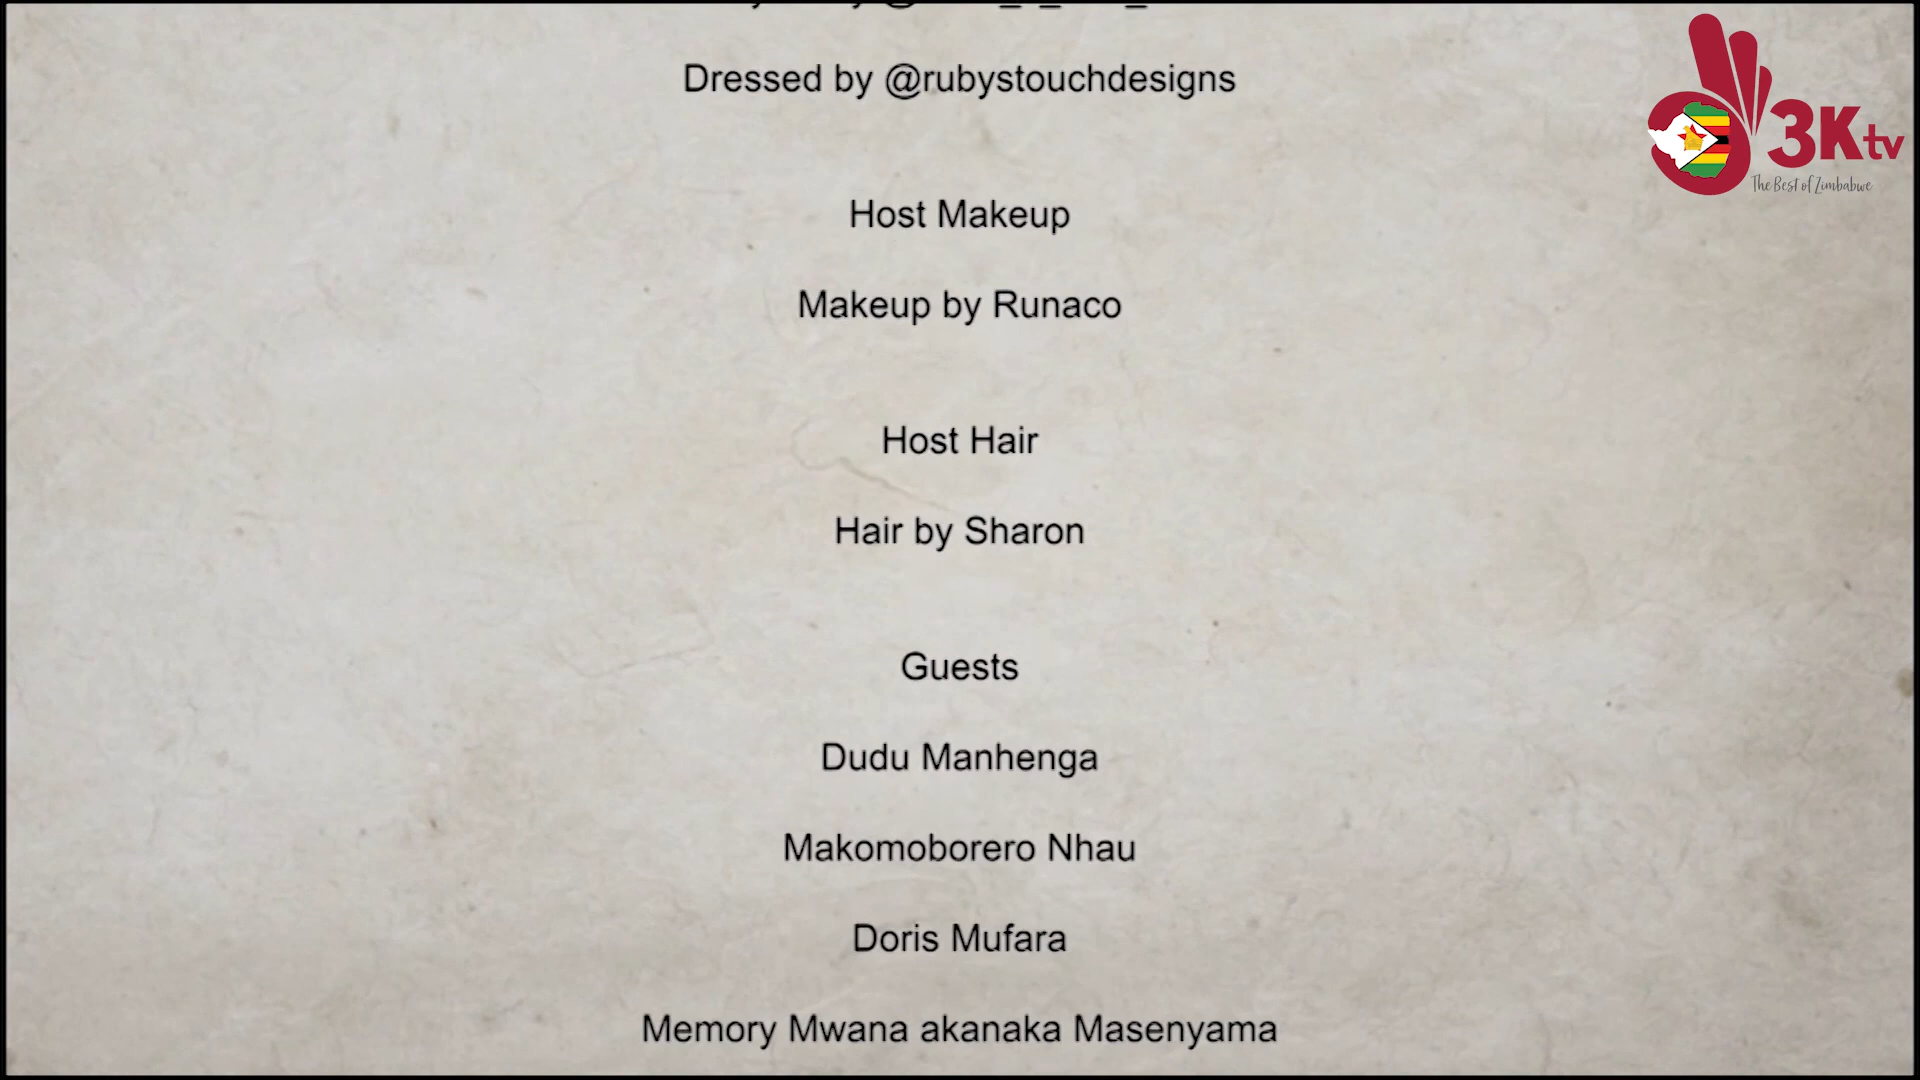 Dressed by @rubystouchdesigns
3Ktv
The Best of Zimbabwe
Host Makeup
Makeup by Runaco
Host Hair
Hair by Sharon
Guests
Dudu Manhenga
Makomoborero Nhau
Doris Mufara
Memory Mwana akanaka Masenyama